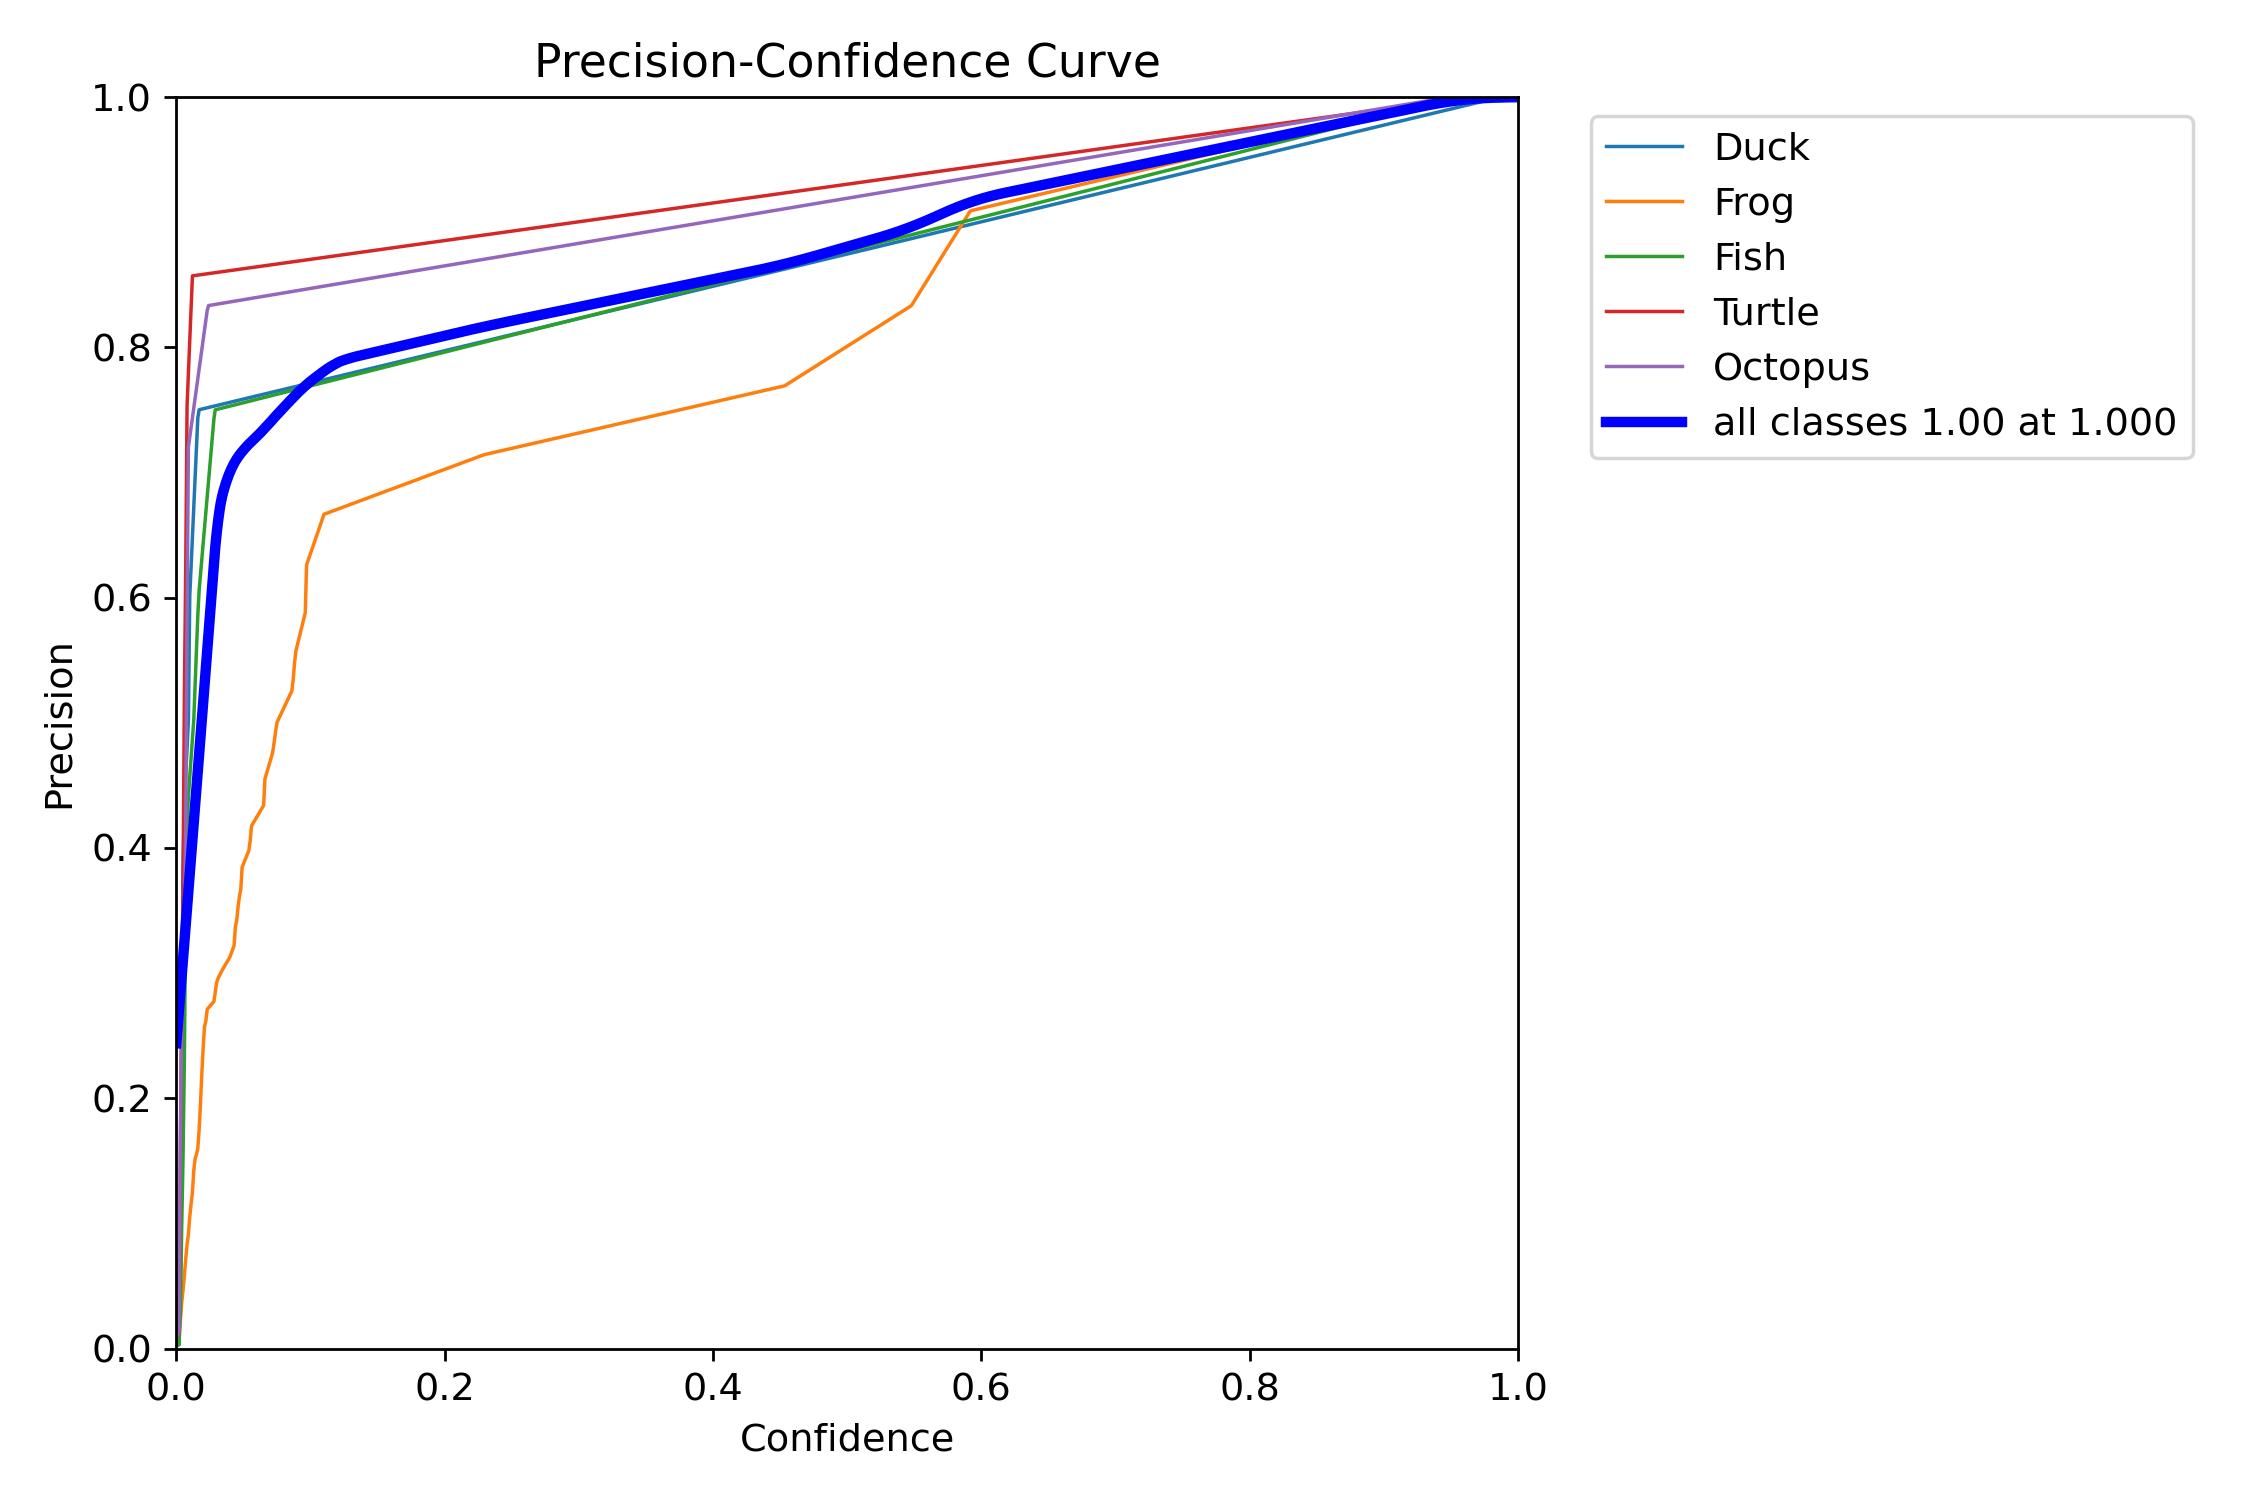 Precision-Confidence Curve
1.0
0.8
0.6
0.4
0.2
0.0
Precision
0.0 0.2 0.4 0.6 0.8 1.0
Confidence
Duck
Frog
Fish
Turtle
Octopus
all classes 1.00 at 1.000